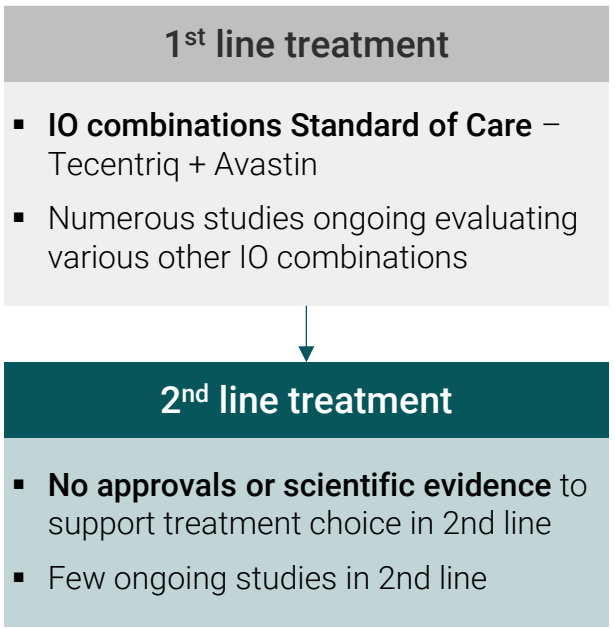 1st line treatment
▪ IO combinations Standard of Care –
Tecentriq + Avastin
▪ Numerous studies ongoing evaluating
various other IO combinations
2nd line treatment
▪ No approvals or scientific evidence to
support treatment choice in 2nd line
▪ Few ongoing studies in 2nd line